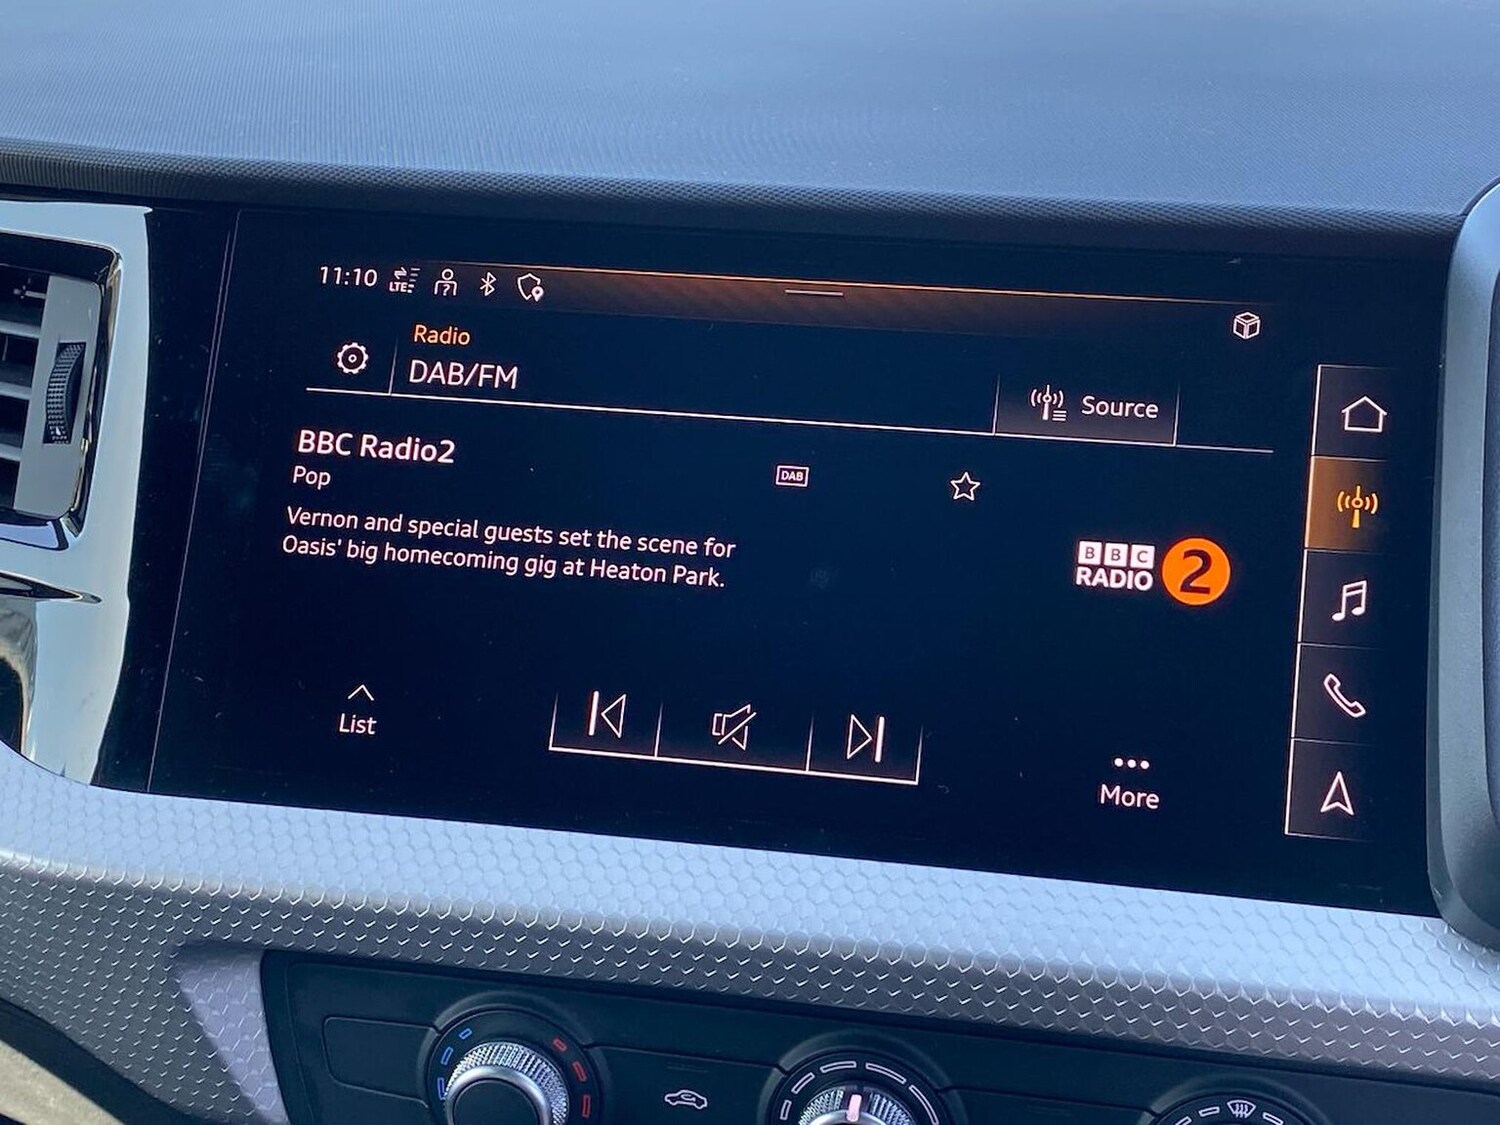 11:10 LTE
Radio
DAB/FM
Source
BBC Radio2
Pop
DAB
Vernon and special guests set the scene for
Oasis' big homecoming gig at Heaton Park.
BBC
RADIO 2
List
More